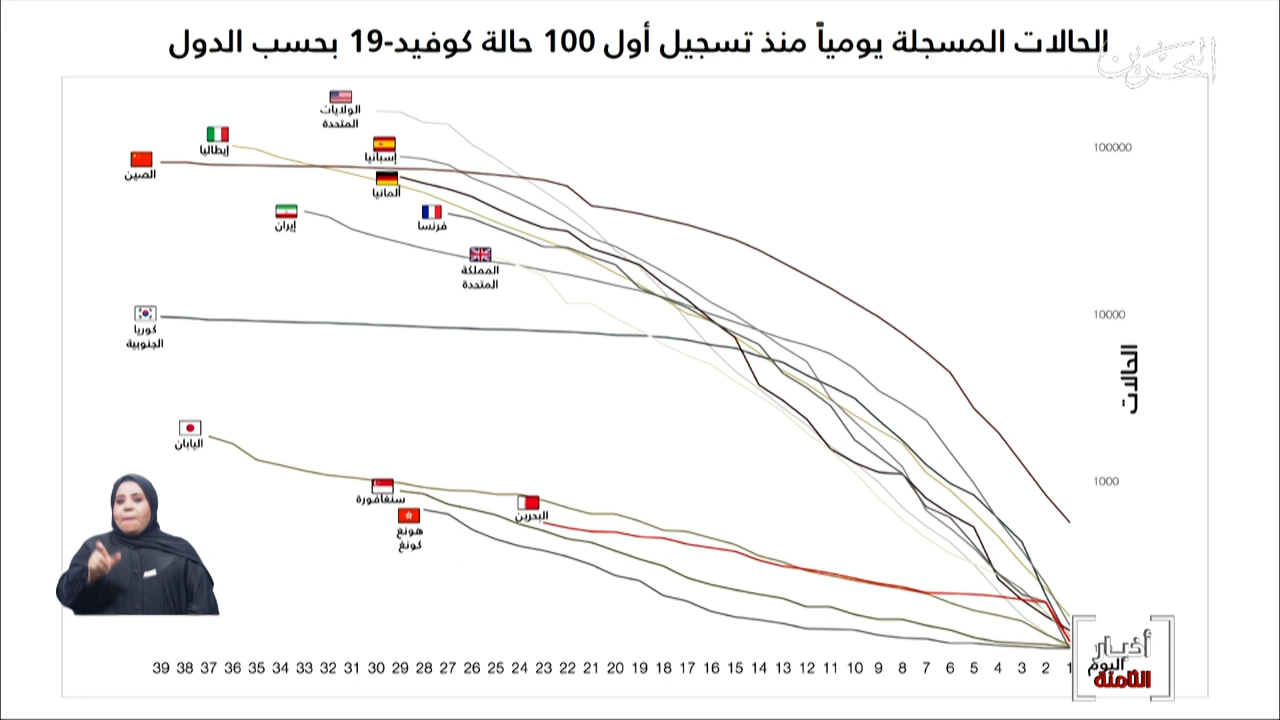 الحالات المسجلة يومياً منذ تسجيل أول 100 حالة كوفيد-19 بحسب الدول
البحرين
الولايات
المتحدة
إيطاليا
إسبانيا
الصين
ألمانيا
إيران
فرنسا
المملكة
المتحدة
كوريا
الجنوبية
اليابان
سنغافورة
البحرين
هونغ
كونغ
100000
10000
1000
الحالات
39 38 37 36 35 34 33 32 31 30 29 28 27 26 25 24 23 22 21 20 19 18 17 16 15 14 13 12 11 10 9 8 7 6 5 4 3 2 1
أخبار
اليوم
الثامنة